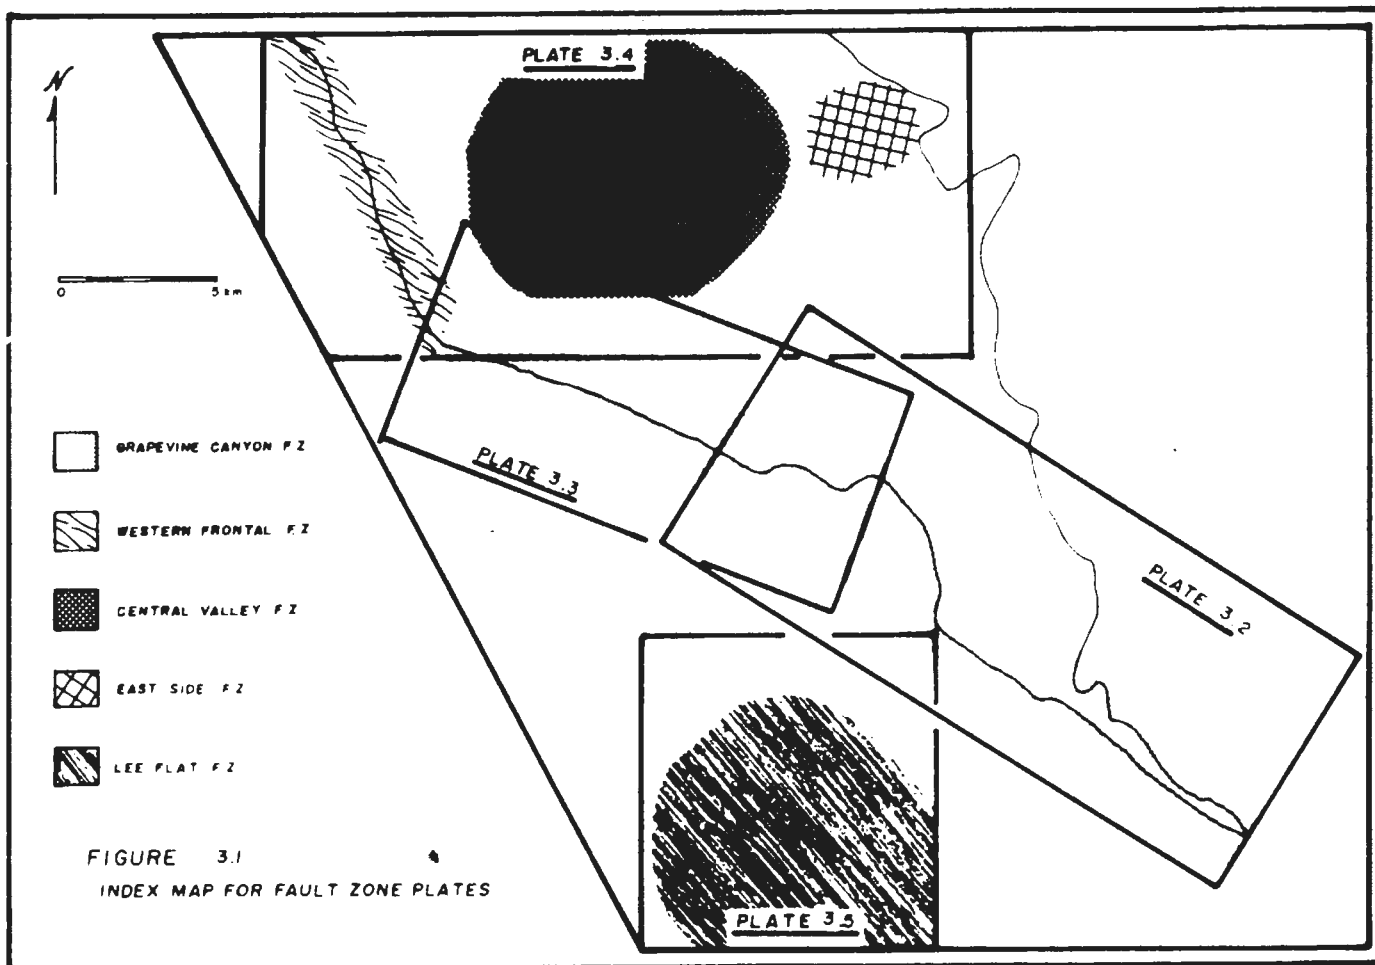 PLATE 3.4
N
0 5 km
GRAPEVINE CANYON F Z
WESTERN FRONTAL F Z
CENTRAL VALLEY F Z
EAST SIDE F Z
LEE FLAT F Z
PLATE 3.3
PLATE 3.2
PLATE 3.5
FIGURE 3.1
INDEX MAP FOR FAULT ZONE PLATES